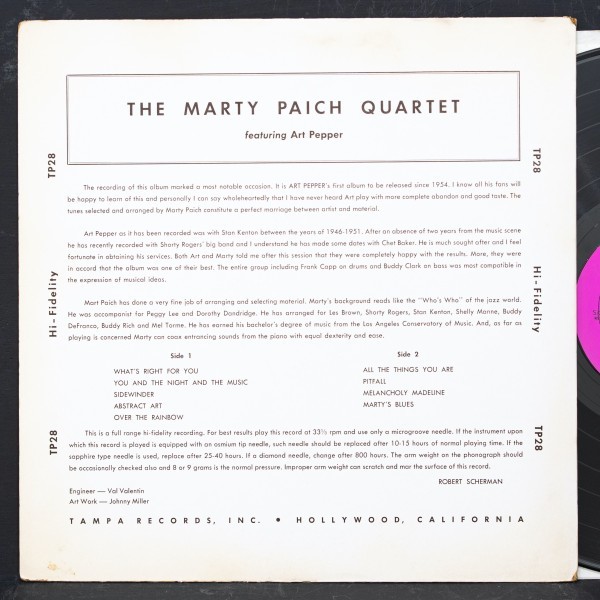 THE MARTY PAICH QUARTET
featuring Art Pepper
TP28
TP28
Hi-Fidelity
Hi-Fidelity
TP28
TP28
The recording of this album marked a most notable occasion. It is ART PEPPER's first album to be released since 1954. I know all his fans will
be happy to learn of this and personally I can say wholeheartedly that I have never heard Art play with more complete abandon and good taste. The
tunes selected and arranged by Marty Paich constitute a perfect marriage between artist and material.
Art Pepper as it has been recorded was with Stan Kenton between the years of 1946-1951. After an absence of two years from the music scene
he has recently recorded with Shorty Rogers' big band and I understand he has made some dates with Chet Baker. He is much sought after and I feel
fortunate in obtaining his services. Both Art and Marty told me after this session that they were completely happy with the results. More, they were
in accord that the album was one of their best. The entire group including Frank Capp on drums and Buddy Clark on bass was most compatible in
the expression of musical ideas.
Mart Paich has done a very fine job of arranging and selecting material. Marty's background reads like the "Who's Who" of the jazz world.
He was accompanist for Peggy Lee and Dorothy Dandridge. He has arranged for Les Brown, Shorty Rogers, Stan Kenton, Shelly Manne, Buddy
DeFranco, Buddy Rich and Mel Torme. He has earned his bachelor's degree of music from the Los Angeles Conservatory of Music. And, as far as
playing is concerned Marty can coax entrancing sounds from the piano with equal dexterity and ease.
Side 1
WHAT'S RIGHT FOR YOU
YOU AND THE NIGHT AND THE MUSIC
SIDEWINDER
ABSTRACT ART
OVER THE RAINBOW
Side 2
ALL THE THINGS YOU ARE
PITFALL
MELANCHOLY MADELINE
MARTY'S BLUES
This is a full range hi-fidelity recording. For best results play this record at 33⅓ rpm and use only a microgroove needle. If the instrument upon
which this record is played is equipped with an osmium tip needle, such needle should be replaced after 10-15 hours of normal playing time. If the
sapphire type needle is used, replace after 25-40 hours. If a diamond needle, change after 800 hours. The arm weight on the phonograph should
be occasionally checked also and 8 or 9 grams is the normal pressure. Improper arm weight can scratch and mar the surface of this record.
ROBERT SCHERMAN
Engineer — Val Valentin
Art Work — Johnny Miller
TAMPA RECORDS, INC. • HOLLYWOOD, CALIFORNIA